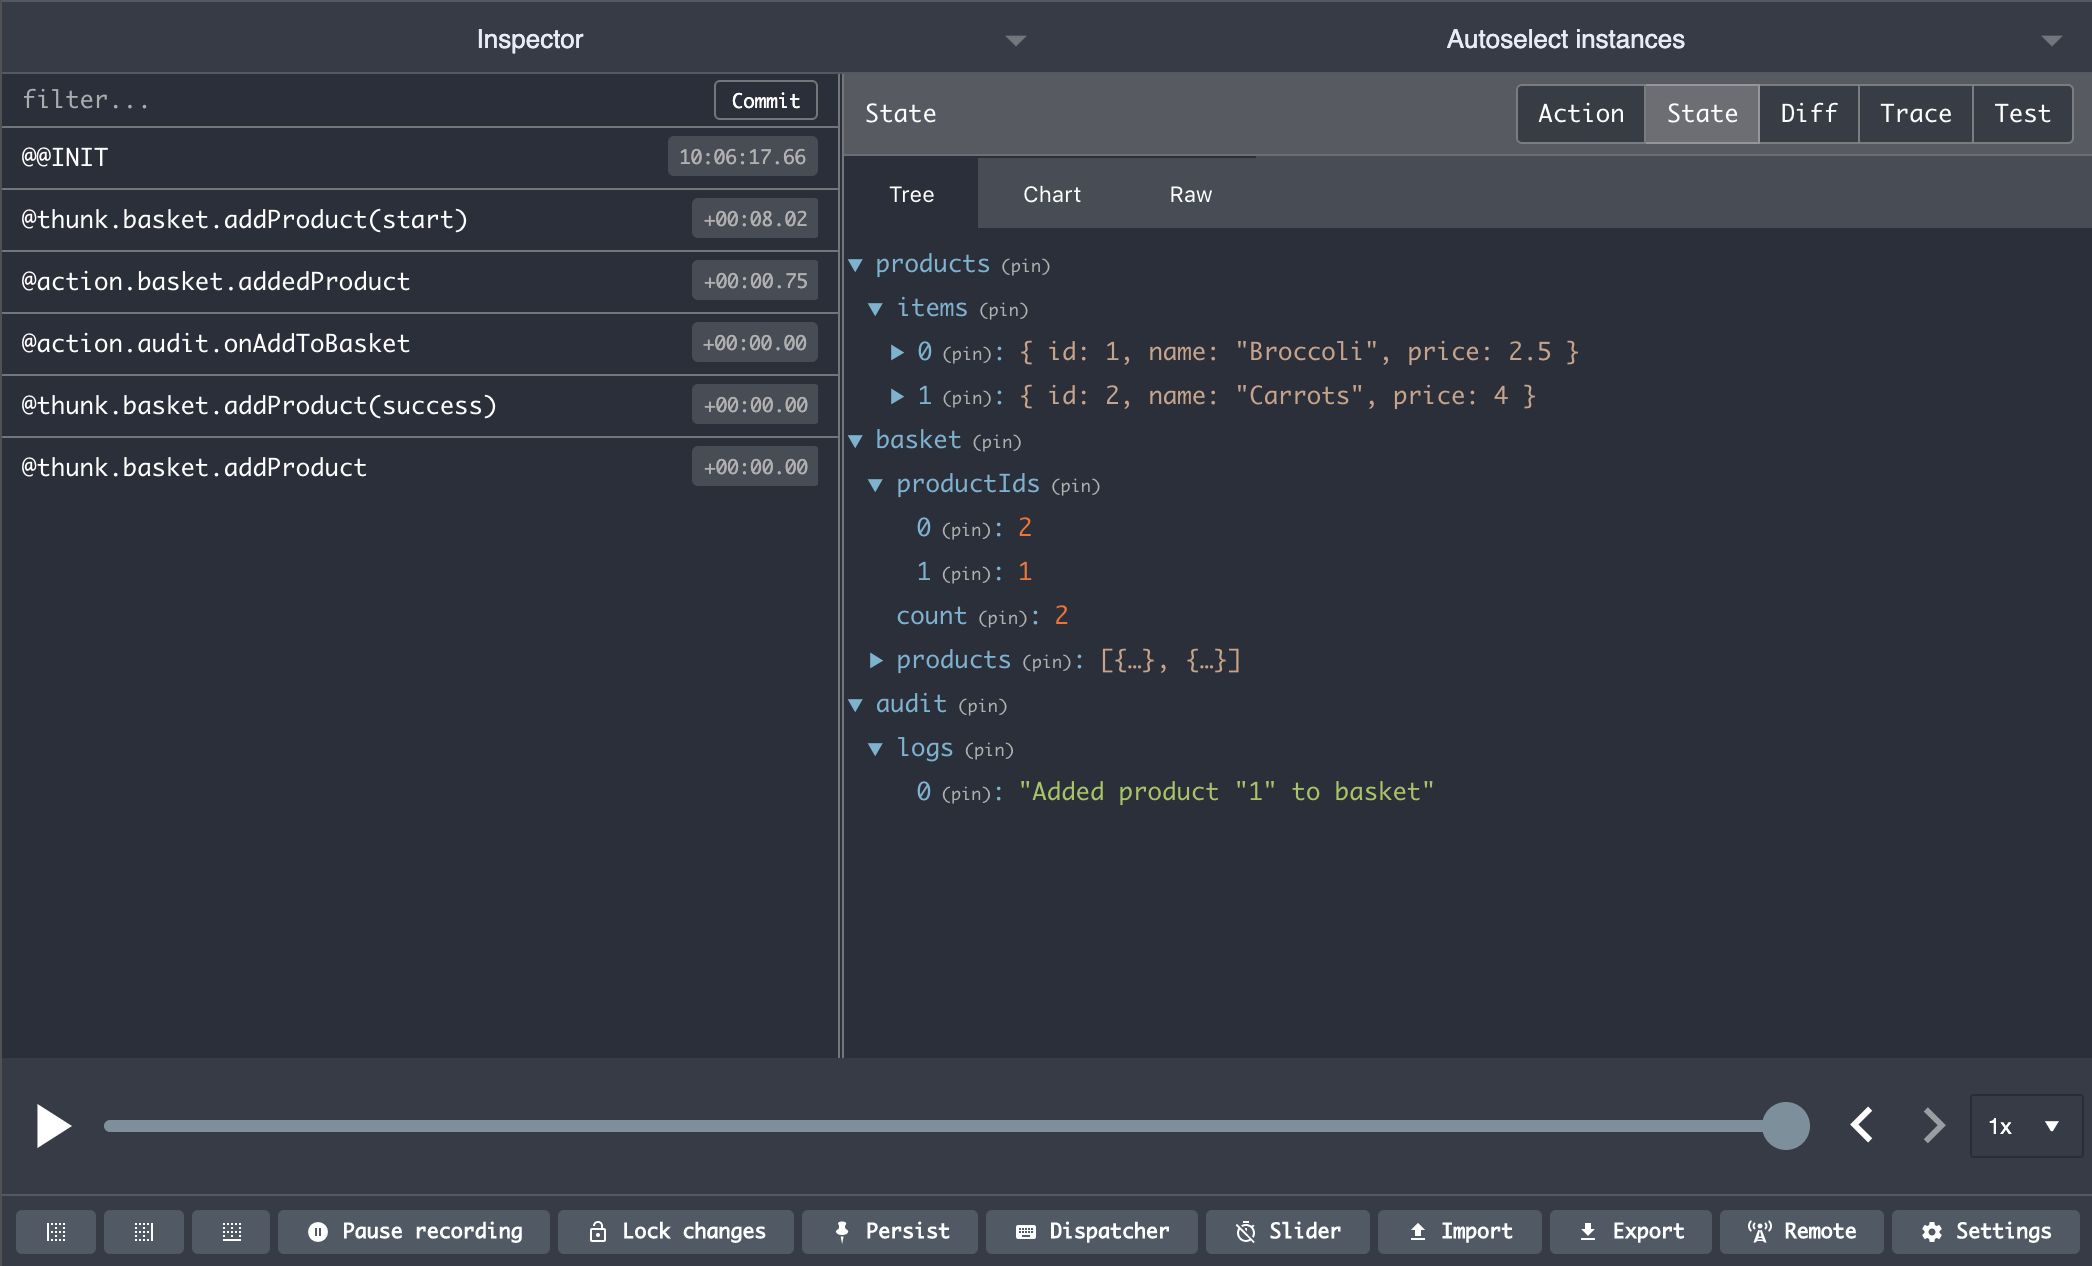 Inspector
Autoselect instances
filter...
Commit
@@INIT
10:06:17.66
@thunk.basket.addProduct(start)
+00:08.02
@action.basket.addedProduct
+00:00.75
@action.audit.onAddToBasket
+00:00.00
@thunk.basket.addProduct(success)
+00:00.00
@thunk.basket.addProduct
+00:00.00
State
Action State Diff Trace Test
Tree Chart Raw
products (pin)
items (pin)
0 (pin): { id: 1, name: "Broccoli", price: 2.5 }
1 (pin): { id: 2, name: "Carrots", price: 4 }
basket (pin)
productIds (pin)
0 (pin): 2
1 (pin): 1
count (pin): 2
products (pin): [{…}, {…}]
audit (pin)
logs (pin)
0 (pin): "Added product "1" to basket"
1x
Pause recording Lock changes Persist Dispatcher Slider Import Export Remote Settings